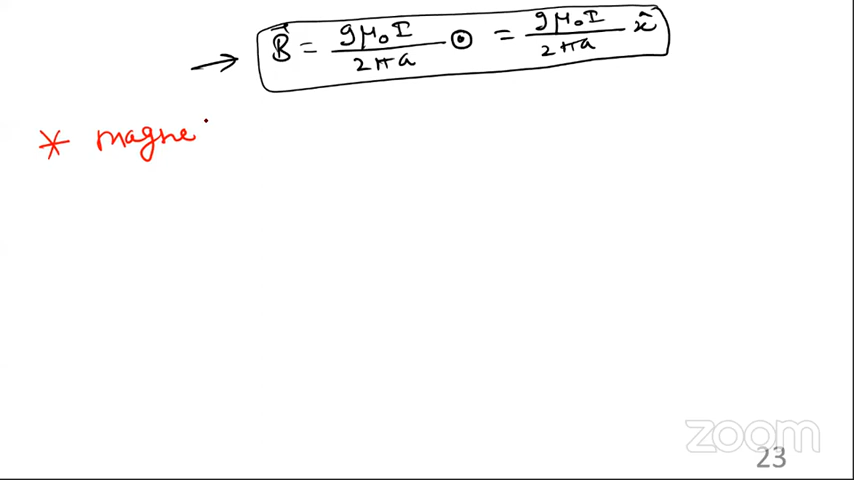 → B⃗ = 9μ₀I / 2πa ⊙ = 9μ₀I / 2πa x̂
* magne
zoom
23